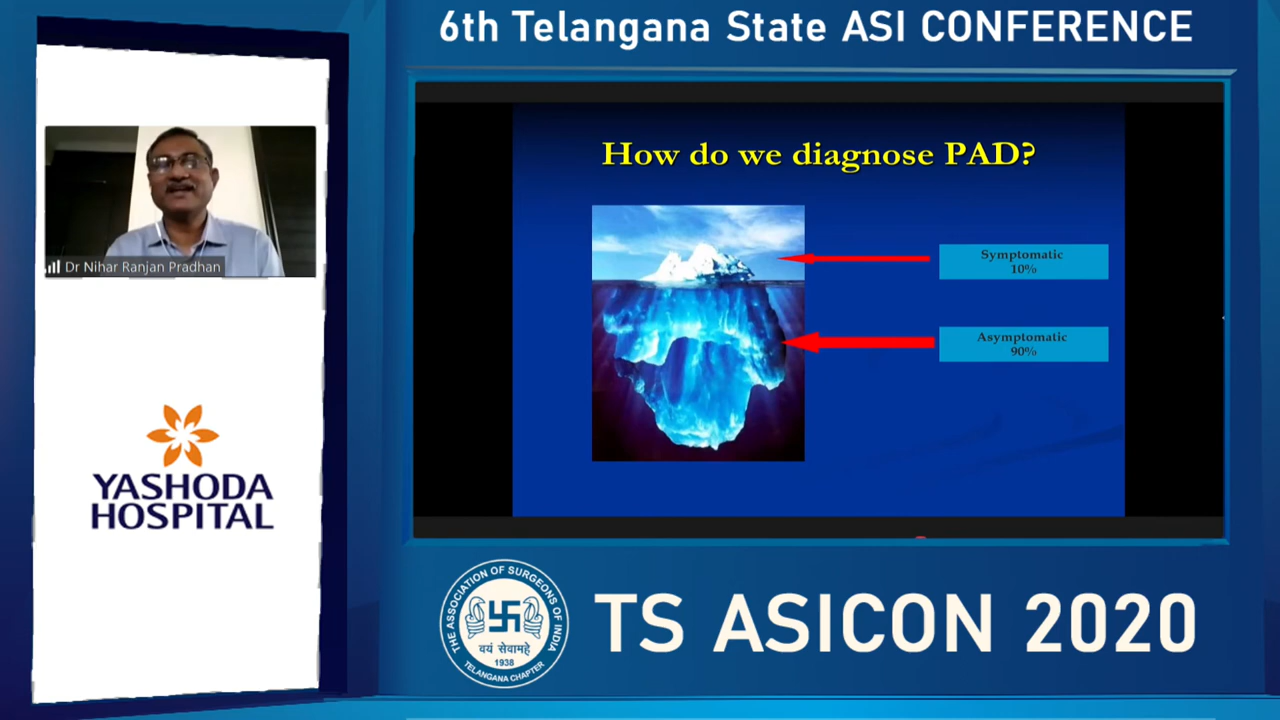 6th Telangana State ASI CONFERENCE
How do we diagnose PAD?
Symptomatic
10%
Asymptomatic
90%
Dr Nihar Ranjan Pradhan
YASHODA
HOSPITAL
THE ASSOCIATION OF SURGEONS OF INDIA
वयं सेवामहे
1938
TELANGANA CHAPTER
TS ASICON 2020